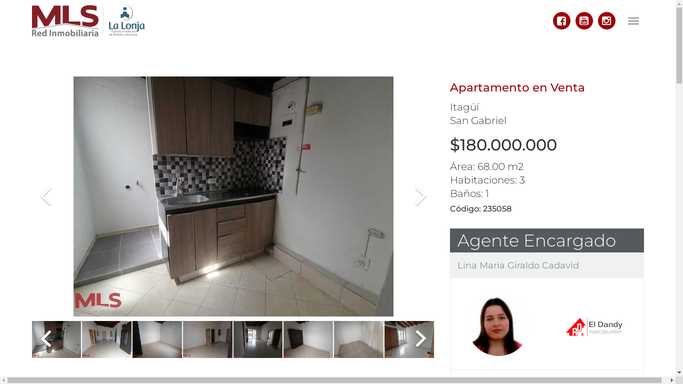 MLS
Red Inmobiliaria
La Lonja
Apartamento en Venta
Itagüí
San Gabriel
$180.000.000
Área: 68.00 m2
Habitaciones: 3
Baños: 1
Código: 235058
MLS
Agente Encargado
Lina Maria Giraldo Cadavid
El Dandy